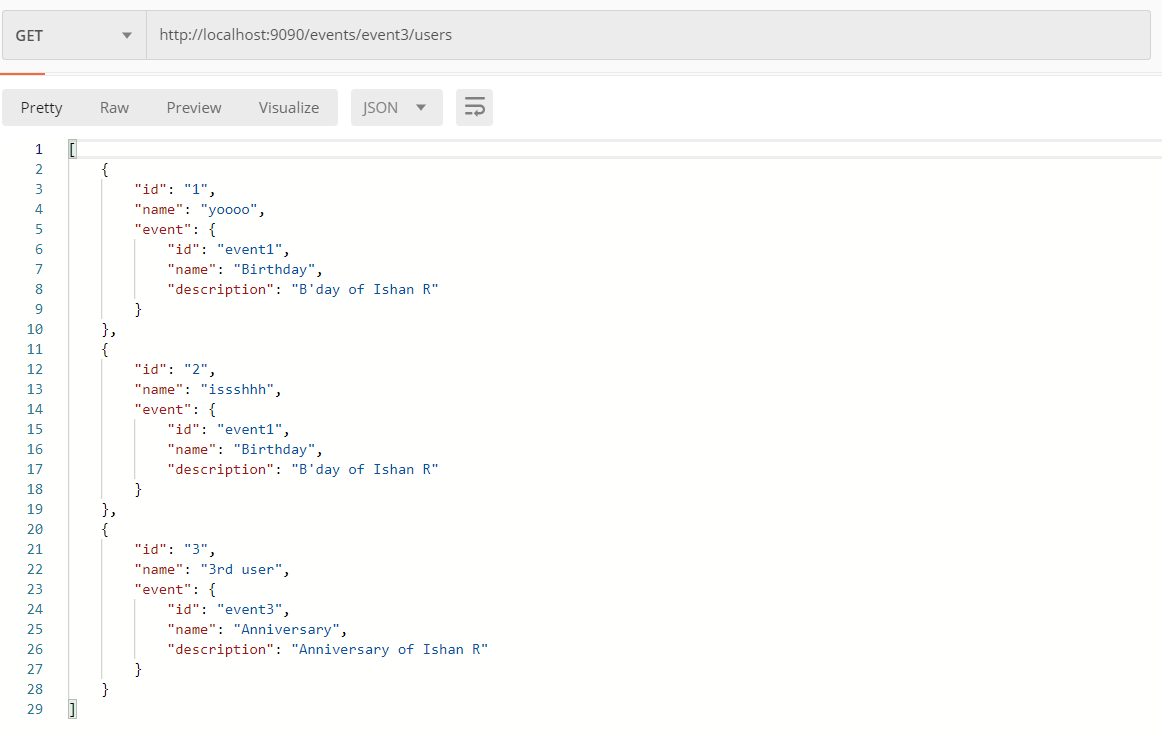 GET http://localhost:9090/events/event3/users
Pretty Raw Preview Visualize JSON
1 [
2 {
3 "id": "1",
4 "name": "yoooo",
5 "event": {
6 "id": "event1",
7 "name": "Birthday",
8 "description": "B'day of Ishan R"
9 }
10 },
11 {
12 "id": "2",
13 "name": "issshhh",
14 "event": {
15 "id": "event1",
16 "name": "Birthday",
17 "description": "B'day of Ishan R"
18 }
19 },
20 {
21 "id": "3",
22 "name": "3rd user",
23 "event": {
24 "id": "event3",
25 "name": "Anniversary",
26 "description": "Anniversary of Ishan R"
27 }
28 }
29 ]